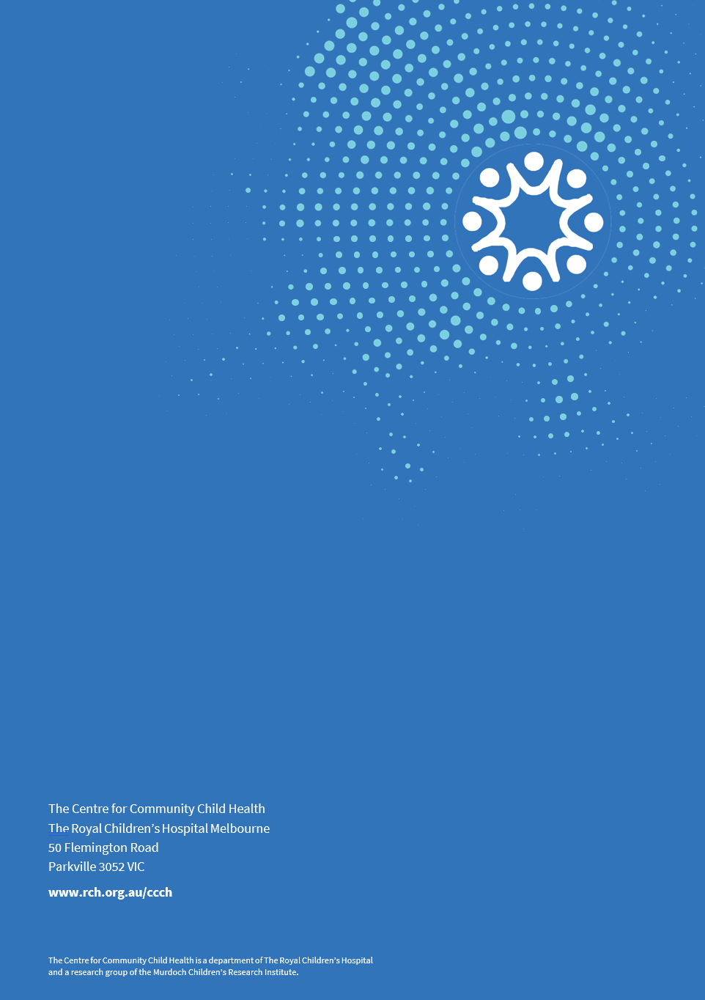 The Centre for Community Child Health
The Royal Children's Hospital Melbourne
50 Flemington Road
Parkville 3052 VIC
www.rch.org.au/ccch
The Centre for Community Child Health is a department of The Royal Children's Hospital
and a research group of the Murdoch Children's Research Institute.